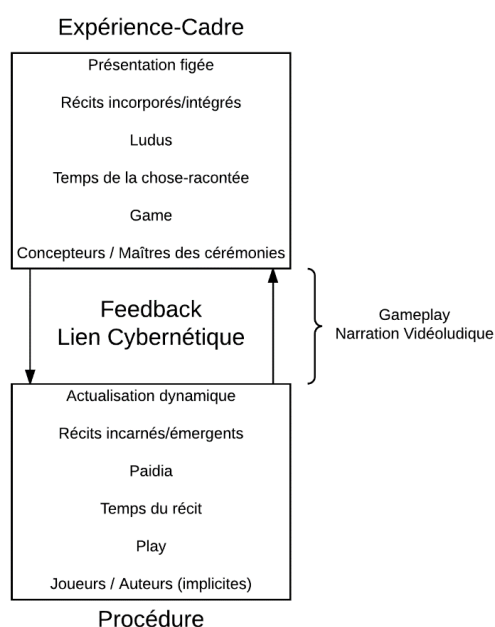 Expérience-Cadre
Présentation figée
Récits incorporés/intégrés
Ludus
Temps de la chose-racontée
Game
Concepteurs / Maîtres des cérémonies
Feedback
Lien Cybernétique
Gameplay
Narration Vidéoludique
Actualisation dynamique
Récits incarnés/émergents
Paidia
Temps du récit
Play
Joueurs / Auteurs (implicites)
Procédure